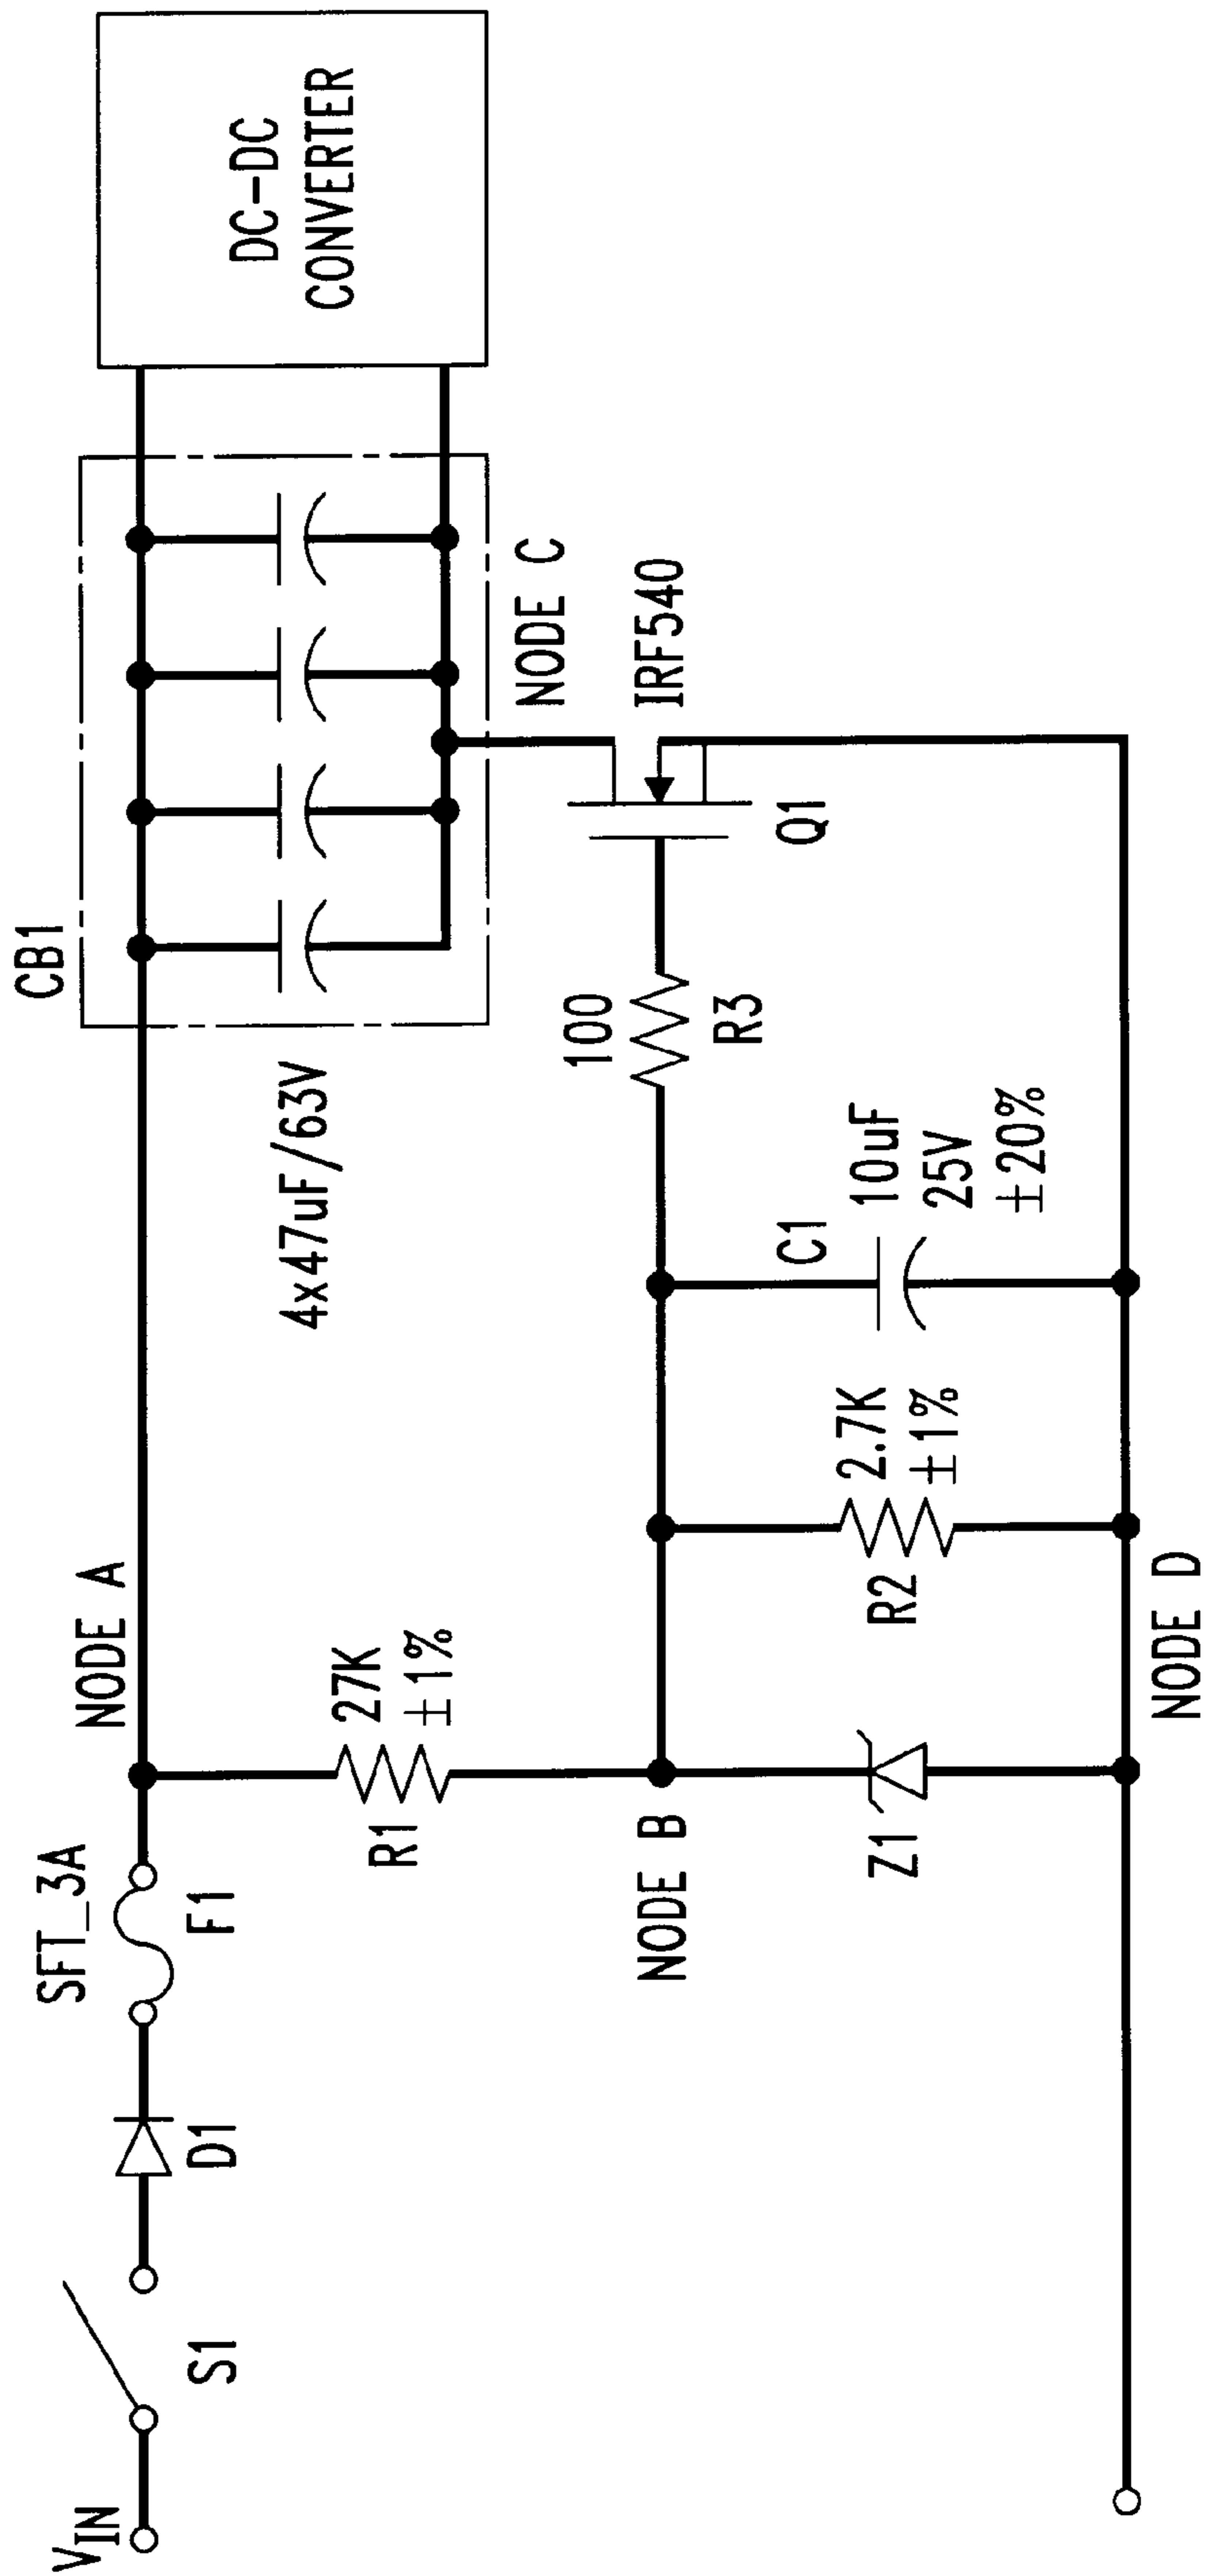 VIN
S1
D1
SFT_3A
F1
NODE A
R1
27K
±1%
NODE B
Z1
R2
2.7K
±1%
C1
10uF
25V
±20%
NODE D
100
R3
Q1
IRF540
NODE C
CB1
4x47uF/63V
DC-DC
CONVERTER